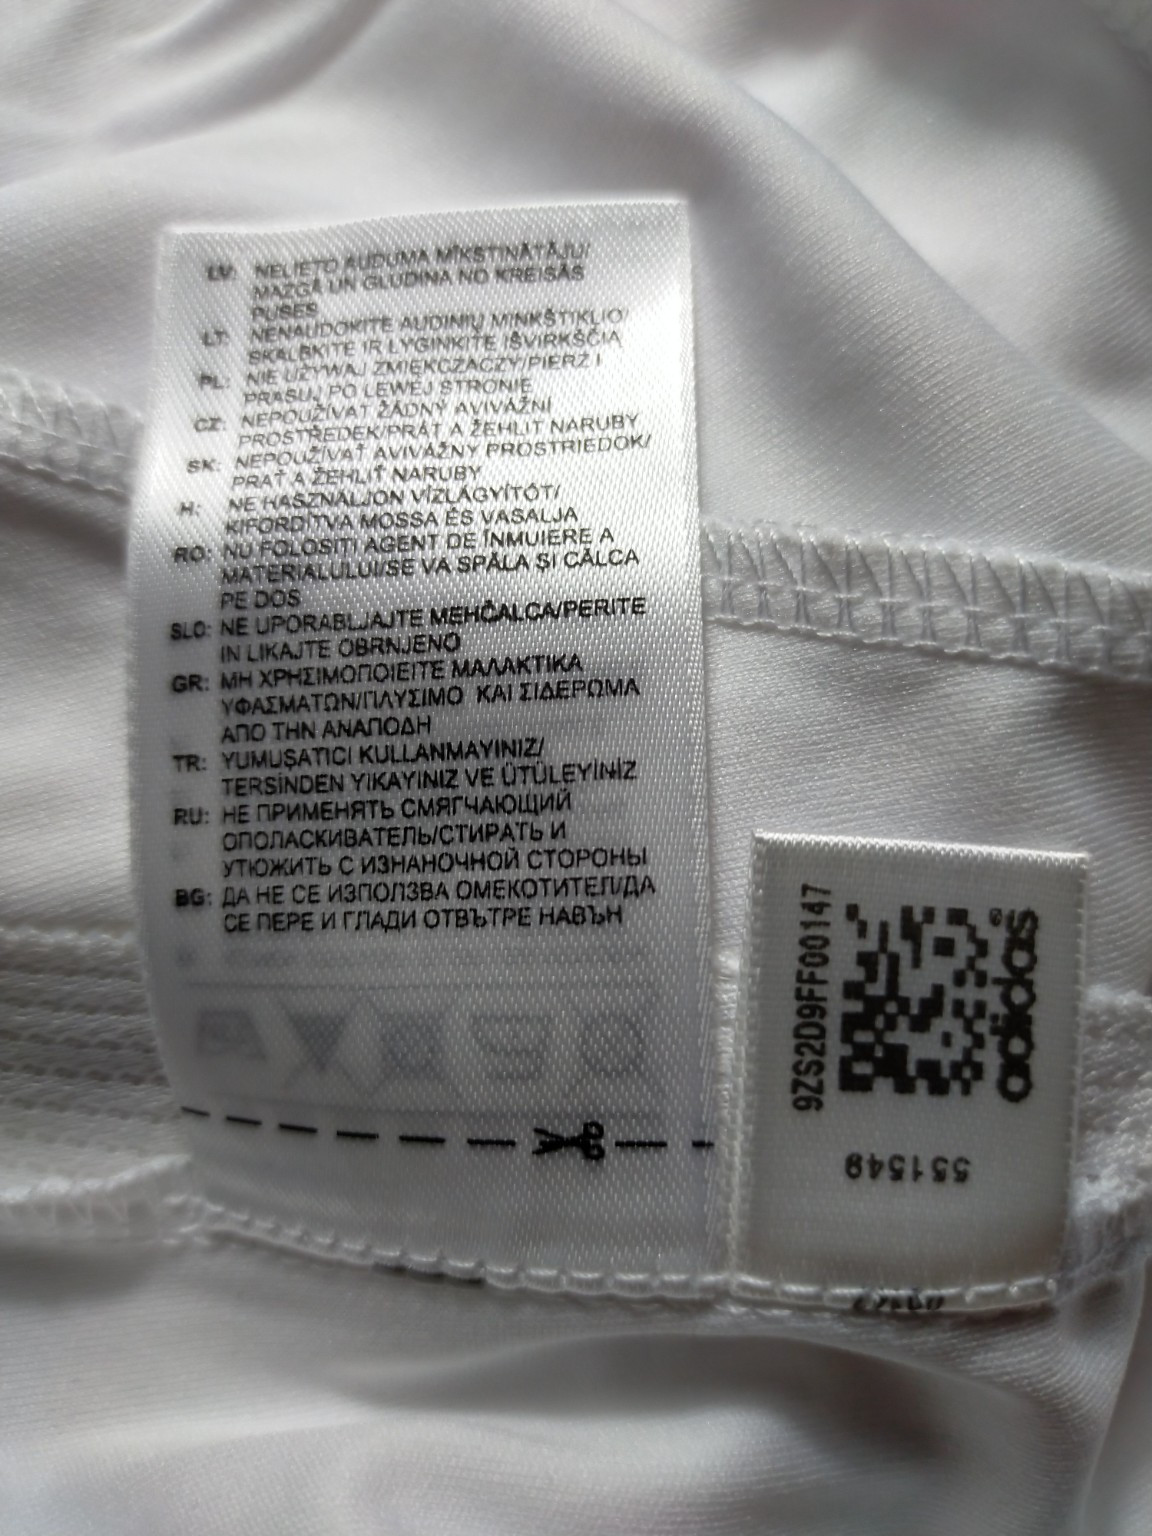 LV: NELIETO AUDUMA MĪKSTINĀTĀJU/
MAZGĀ UN GLUDINA NO KREISĀS
PUSES
LT: NENAUDOKITE AUDINIŲ MINKŠTIKLIO/
SKALBKITE IR LYGINKITE IŠVIRKŠČIĄ
PL: NIE UŻYWAJ ZMIĘKCZACZY/PIERZ I
PRASUJ PO LEWEJ STRONIE
CZ: NEPOUŽÍVAT ŽÁDNÝ AVIVÁŽNÍ
PROSTŘEDEK/PRÁT A ŽEHLIT NARUBY
SK: NEPOUŽÍVAŤ AVIVÁŽNY PROSTRIEDOK/
PRAŤ A ŽEHLIŤ NARUBY
H: NE HASZNÁLJON VÍZLÁGYÍTÓT/
KIFORDÍTVA MOSSA ÉS VASALJA
RO: NU FOLOSITI AGENT DE ÎNMUIERE A
MATERIALULUI/SE VA SPĂLA ŞI CĂLCA
PE DOS
SLO: NE UPORABLJAJTE MEHČALCA/PERITE
IN LIKAJTE OBRNJENO
GR: ΜΗ ΧΡΗΣΙΜΟΠΟΙΕΙΤΕ ΜΑΛΑΚΤΙΚΑ
ΥΦΑΣΜΑΤΩΝ/ΠΛΥΣΙΜΟ ΚΑΙ ΣΙΔΕΡΩΜΑ
ΑΠΟ ΤΗΝ ΑΝΑΠΟΔΗ
TR: YUMUŞATICI KULLANMAYINIZ/
TERSİNDEN YIKAYINIZ VE ÜTÜLEYİNİZ
RU: НЕ ПРИМЕНЯТЬ СМЯГЧАЮЩИЙ
ОПОЛАСКИВАТЕЛЬ/СТИРАТЬ И
УТЮЖИТЬ С ИЗНАНОЧНОЙ СТОРОНЫ
BG: ДА НЕ СЕ ИЗПОЛЗВА ОМЕКОТИТЕЛ/ДА
СЕ ПЕРЕ И ГЛАДИ ОТВЪТРЕ НАВЪН
9ZS2D9FF00147
adidas
551549